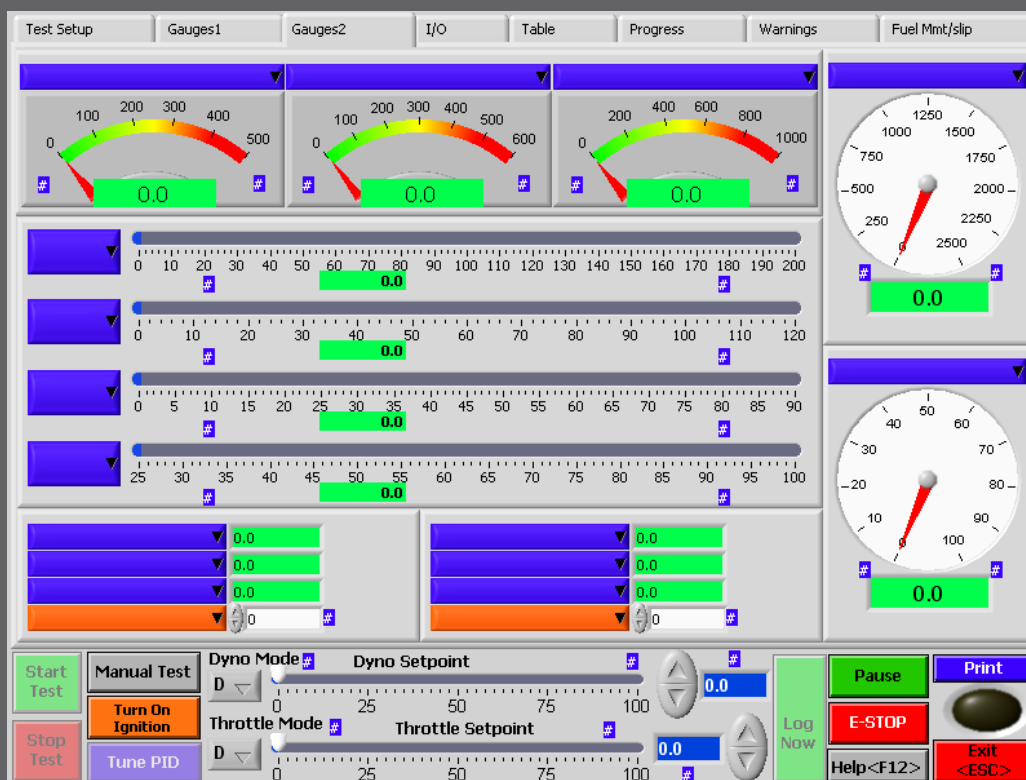 Test Setup Gauges1 Gauges2 I/O Table Progress Warnings Fuel Mmt/slip
0 100 200 300 400 500
# 0.0 #
0 100 200 300 400 500 600
# 0.0 #
0 200 400 600 800 1000
# 0.0 #
0 250 500 750 1000 1250 1500 1750 2000 2250 2500
# #
0.0
0 10 20 30 40 50 60 70 80 90 100 110 120 130 140 150 160 170 180 190 200
# 0.0 #
0 10 20 30 40 50 60 70 80 90 100 110 120
# 0.0 #
0 5 10 15 20 25 30 35 40 45 50 55 60 65 70 75 80 85 90
# 0.0 #
25 30 35 40 45 50 55 60 65 70 75 80 85 90 95 100
# 0.0 #
0 10 20 30 40 50 60 70 80 90 100
# #
0.0
0.0
0.0
0.0
0 #
0.0
0.0
0.0
0 #
Start
Test
Stop
Test
Manual Test
Turn On
Ignition
Tune PID
Dyno Mode # Dyno Setpoint # #
D
0 25 50 75 100
0.0
Throttle Mode # Throttle Setpoint #
D
0 25 50 75 100
0.0
#
Log
Now
Pause
E-STOP
Help<F12>
Print
Exit
<ESC>